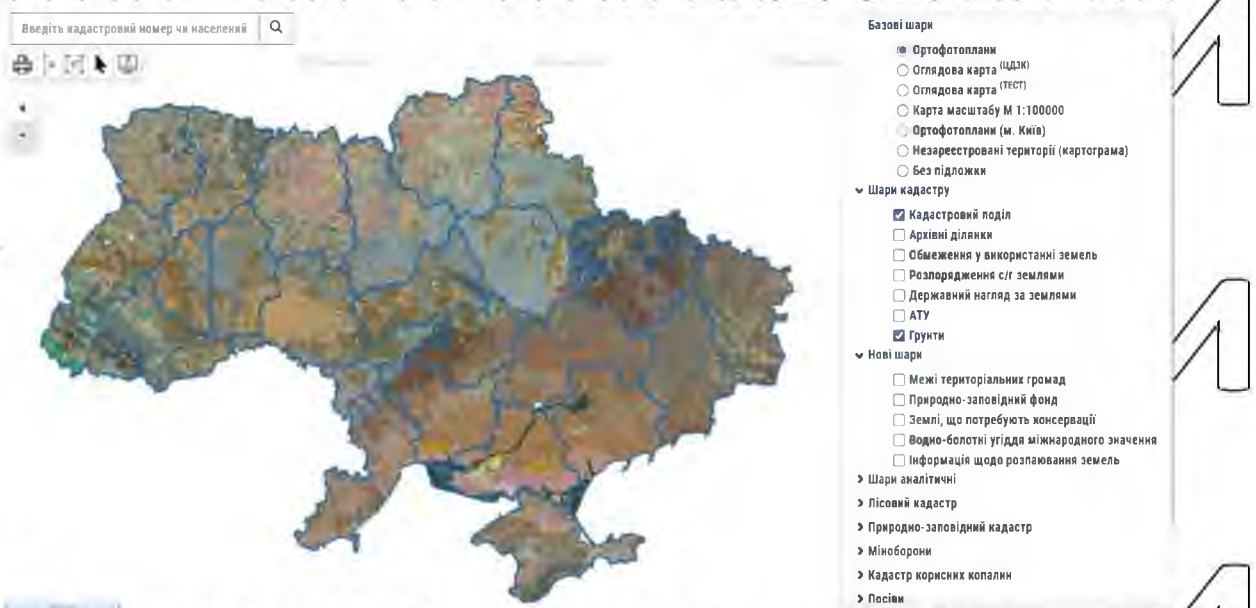 Введіть кадастровий номер чи населений
Базові шари
Ортофотоплани
Оглядова карта (ЦДЗК)
Оглядова карта (ТЕСТ)
Карта масштабу М 1:100000
Ортофотоплани (м. Київ)
Незареєстровані території (картограма)
Без підложки
Шари кадастру
Кадастровий поділ
Архівні ділянки
Обмеження у використанні земель
Розпорядження с/г землями
Державний нагляд за землями
АТУ
Грунти
Нові шари
Межі територіальних громад
Природно-заповідний фонд
Землі, що потребують консервації
Водно-болотні угіддя міжнародного значення
Інформація щодо розпаювання земель
Шари аналітичні
Лісовий кадастр
Природно-заповідний кадастр
Міноборони
Кадастр корисних копалин
Посіви